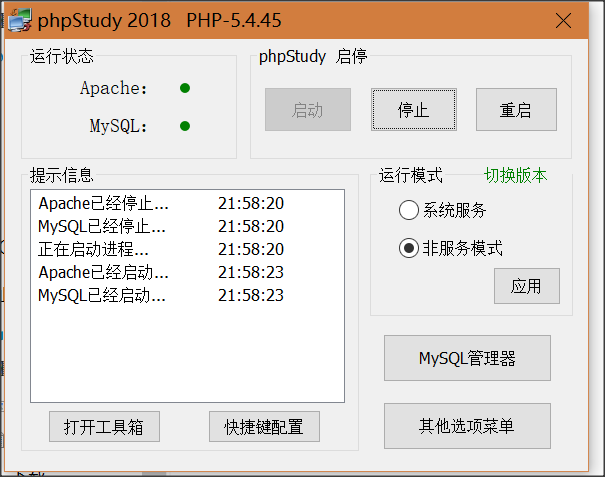 phpStudy 2018 PHP-5.4.45
运行状态
Apache:
MySQL:
phpStudy 启停
启动 停止 重启
提示信息
Apache已经停止... 21:58:20
MySQL已经停止... 21:58:20
正在启动进程... 21:58:20
Apache已经启动... 21:58:23
MySQL已经启动... 21:58:23
打开工具箱 快捷键配置
运行模式 切换版本
系统服务
非服务模式
应用
MySQL管理器
其他选项菜单